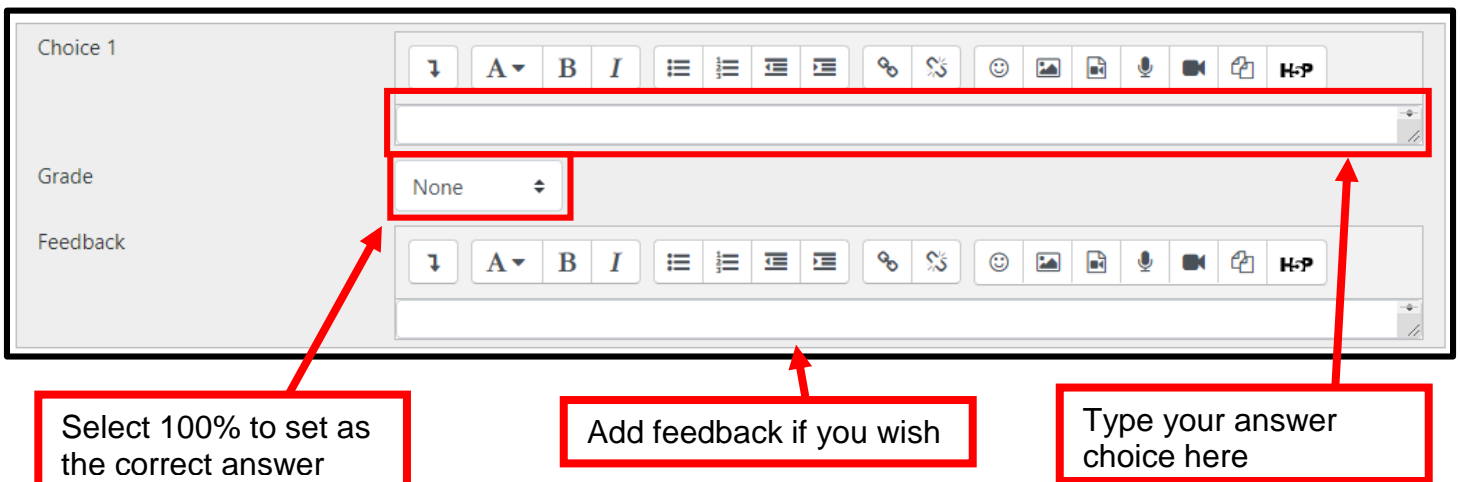 Choice 1
A B I H-P
Grade
None
Feedback
A B I H-P
Select 100% to set as
the correct answer
Add feedback if you wish
Type your answer
choice here